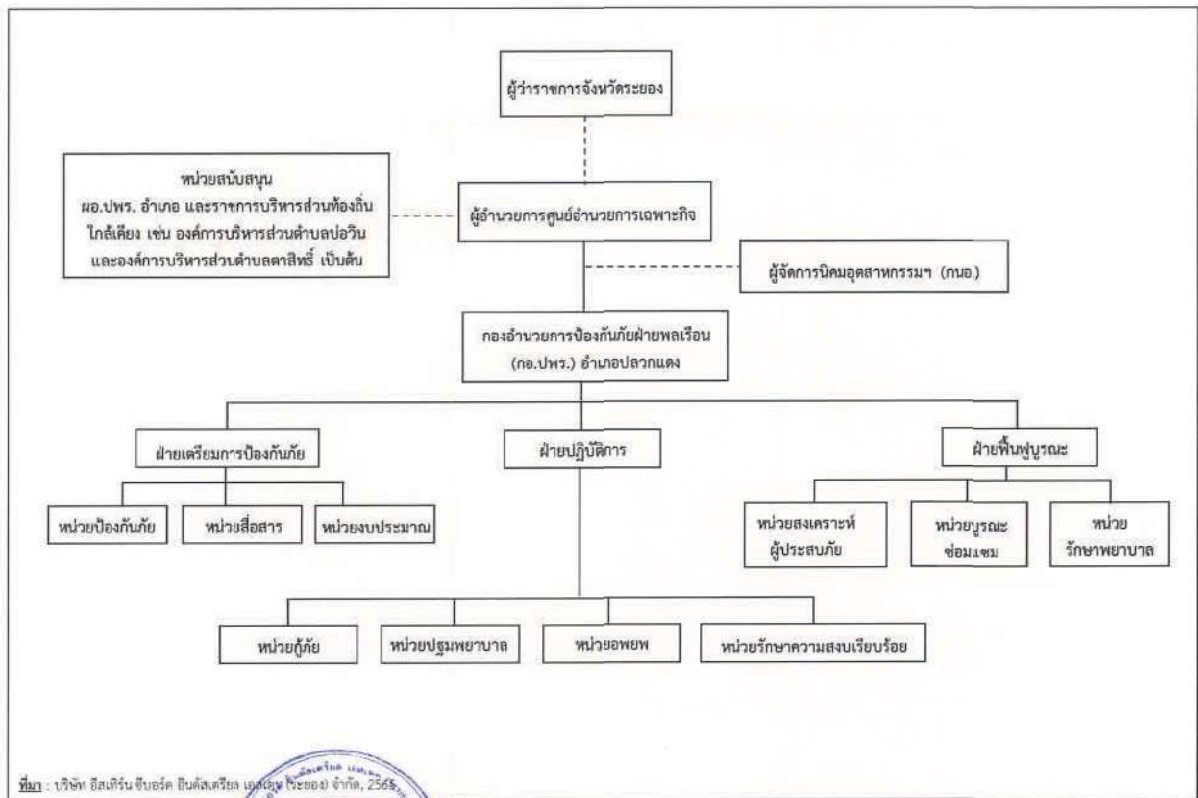 ผู้ว่าราชการจังหวัดระยอง
หน่วยสนับสนุน
ผอ.ปพร. อำเภอ และราชการบริหารส่วนท้องถิ่น
ใกล้เคียง เช่น องค์การบริหารส่วนตำบลบ่อวิน
และองค์การบริหารส่วนตำบลตาสิทธิ์ เป็นต้น
ผู้อำนวยการศูนย์อำนวยการเฉพาะกิจ
ผู้จัดการนิคมอุตสาหกรรมฯ (กนอ.)
กองอำนวยการป้องกันภัยฝ่ายพลเรือน
(กอ.ปพร.) อำเภอปลวกแดง
ฝ่ายเตรียมการป้องกันภัย
ฝ่ายปฏิบัติการ
ฝ่ายฟื้นฟูบูรณะ
หน่วยป้องกันภัย
หน่วยสื่อสาร
หน่วยงบประมาณ
หน่วยสงเคราะห์
ผู้ประสบภัย
หน่วยบูรณะ
ซ่อมแซม
หน่วย
รักษาพยาบาล
หน่วยกู้ภัย
หน่วยปฐมพยาบาล
หน่วยอพยพ
หน่วยรักษาความสงบเรียบร้อย
ที่มา : บริษัท อีสเทิร์น ซีบอร์ด อินดัสเตรียล เอสเตท (ระยอง) จำกัด, 2565